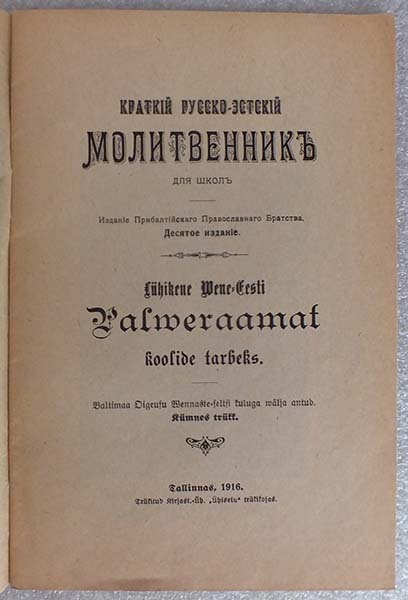 КРАТКІЙ РУССКО-ЭСТСКІЙ
МОЛИТВЕННИКЪ
ДЛЯ ШКОЛЪ
Изданіе Прибалтійскаго Православнаго Братства.
Десятое изданіе.
Lühikene Wene-Eesti
Palweraamat
koolide tarbeks.
Baltimaa Õigeusu Wennaste-seltsi kuluga wälja antud.
Kümnes trükk.
Tallinnas, 1916.
Trükitud Kirjast.-Üh. „Ühiselu" trükikojas.